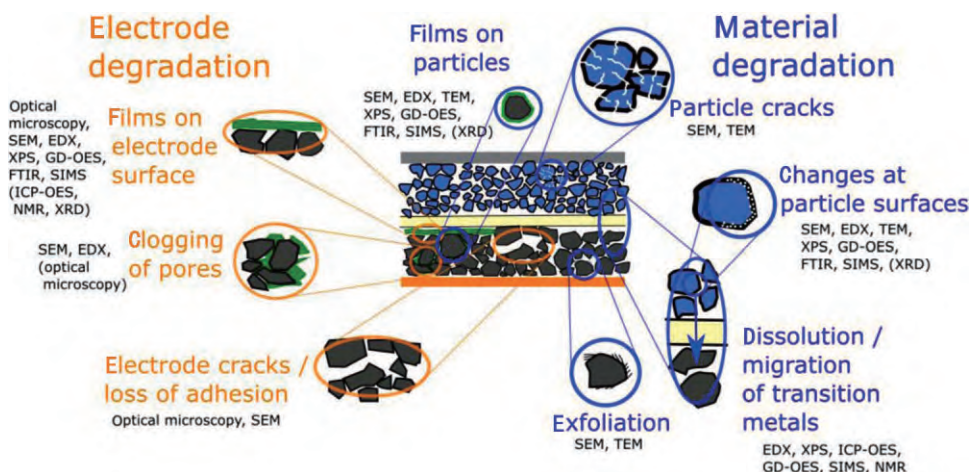 Electrode
degradation
Films on
electrode
surface
Optical
microscopy,
SEM, EDX,
XPS, GD-OES,
FTIR, SIMS
(ICP-OES,
NMR, XRD)
Clogging
of pores
SEM, EDX,
(optical
microscopy)
Electrode cracks /
loss of adhesion
Optical microscopy, SEM
Films on
particles
SEM, EDX, TEM,
XPS, GD-OES,
FTIR, SIMS, (XRD)
Material
degradation
Particle cracks
SEM, TEM
Changes at
particle surfaces
SEM, EDX, TEM,
XPS, GD-OES,
FTIR, SIMS, (XRD)
Dissolution /
migration
of transition
metals
EDX, XPS, ICP-OES,
GD-OES, SIMS, NMR
Exfoliation
SEM, TEM